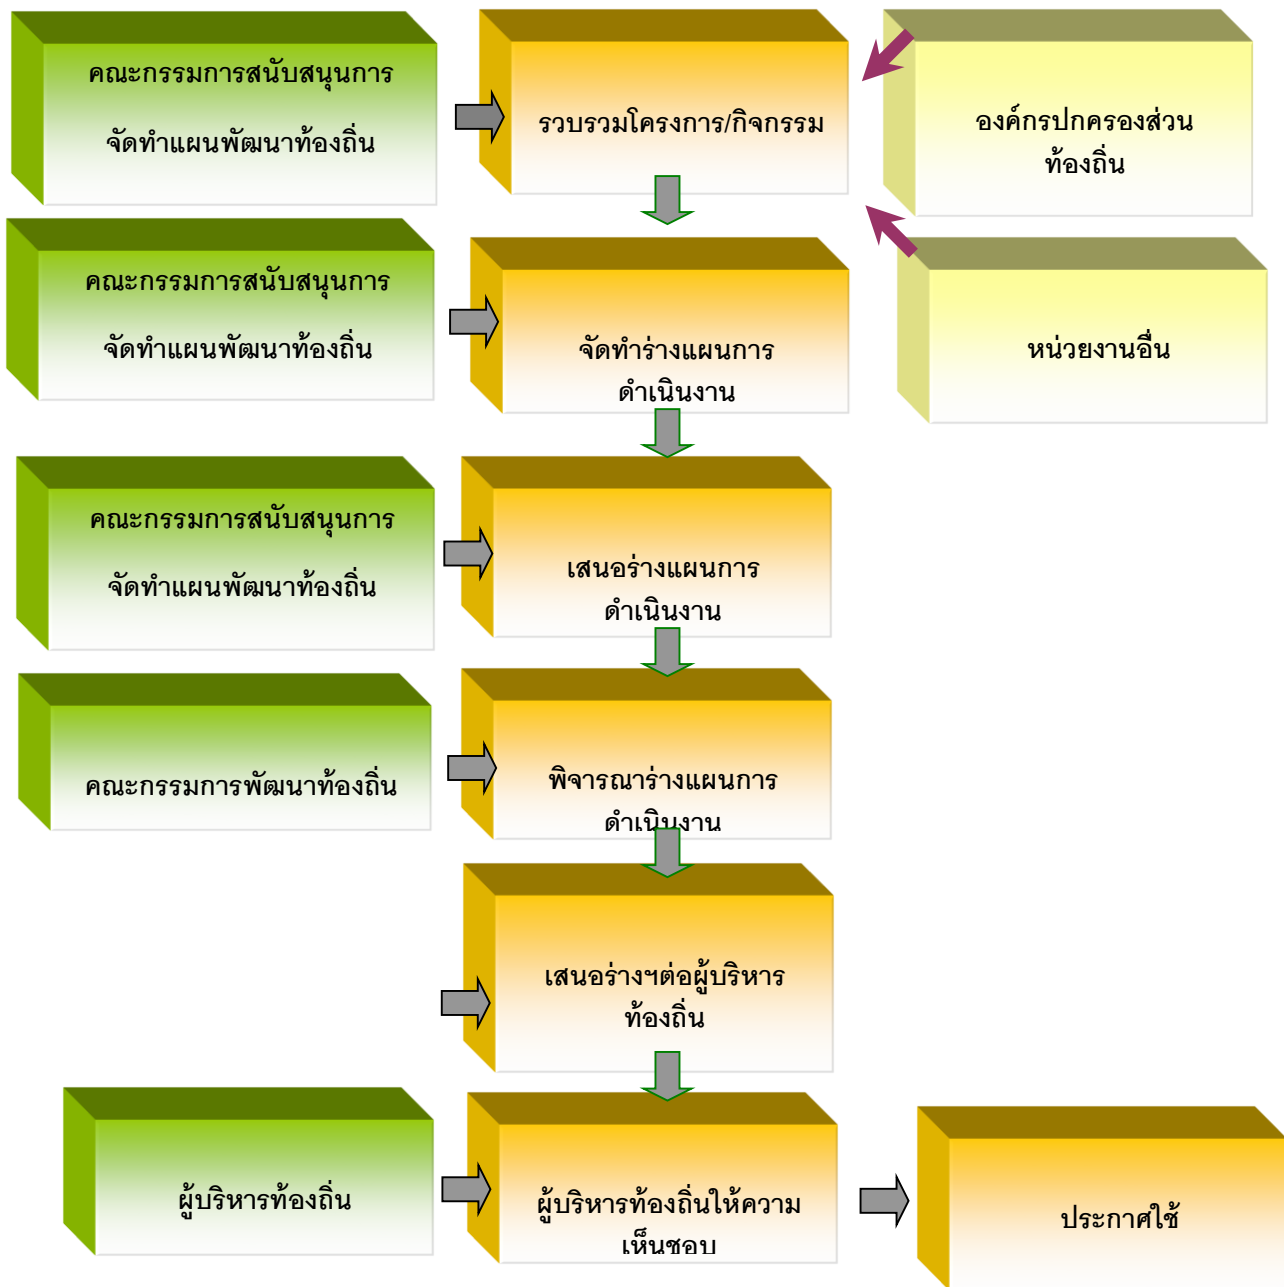 คณะกรรมการสนับสนุนการ
จัดทำแผนพัฒนาท้องถิ่น
รวบรวมโครงการ/กิจกรรม
องค์กรปกครองส่วน
ท้องถิ่น
คณะกรรมการสนับสนุนการ
จัดทำแผนพัฒนาท้องถิ่น
จัดทำร่างแผนการ
ดำเนินงาน
หน่วยงานอื่น
คณะกรรมการสนับสนุนการ
จัดทำแผนพัฒนาท้องถิ่น
เสนอร่างแผนการ
ดำเนินงาน
คณะกรรมการพัฒนาท้องถิ่น
พิจารณาร่างแผนการ
ดำเนินงาน
เสนอร่างฯต่อผู้บริหาร
ท้องถิ่น
ผู้บริหารท้องถิ่น
ผู้บริหารท้องถิ่นให้ความ
เห็นชอบ
ประกาศใช้